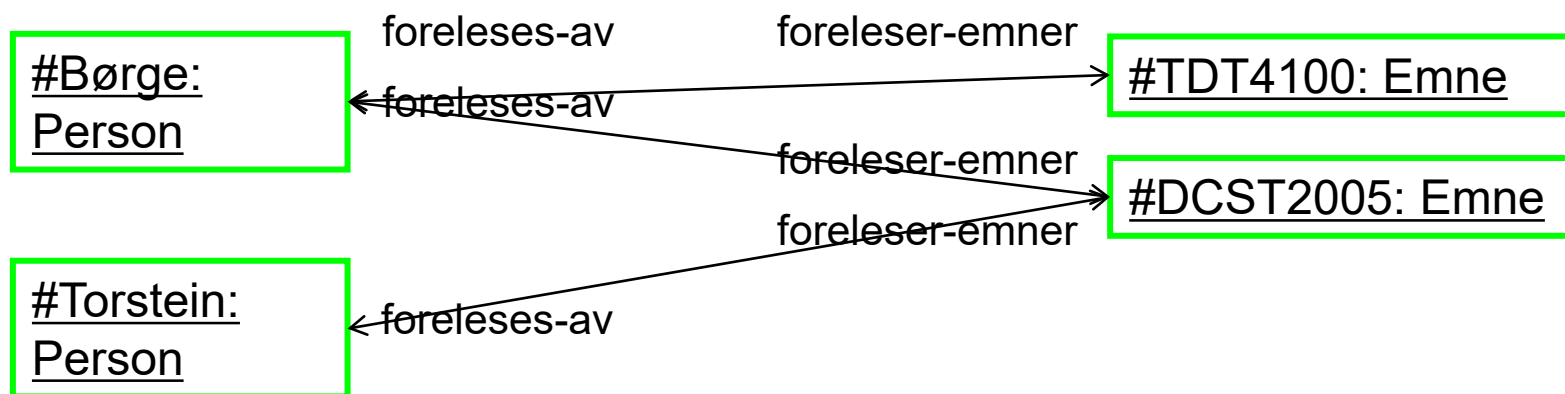 foreleses-av foreleser-emner
#Børge:
Person
#TDT4100: Emne
foreleses-av
foreleser-emner
#DCST2005: Emne
foreleser-emner
#Torstein:
Person
foreleses-av